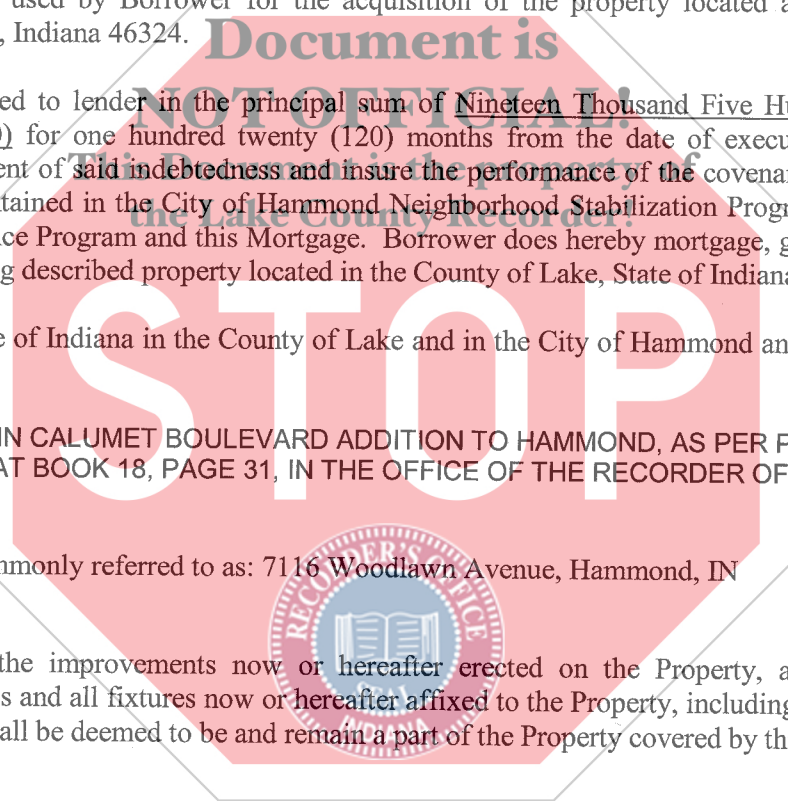 used by Borrower for the acquisition of the property located a
, Indiana 46324.
Document is
ed to lender in the principal sum of Nineteen Thousand Five Hu
NOT OFFICIAL!
) for one hundred twenty (120) months from the date of execu
ent of said indebtedness and insure the performance of the covenan
This Document is the property of
tained in the City of Hammond Neighborhood Stabilization Progr
the Lake County Recorder!
ce Program and this Mortgage. Borrower does hereby mortgage, g
g described property located in the County of Lake, State of Indiana
STOP
e of Indiana in the County of Lake and in the City of Hammond an
IN CALUMET BOULEVARD ADDITION TO HAMMOND, AS PER P
AT BOOK 18, PAGE 31, IN THE OFFICE OF THE RECORDER OF
mmonly referred to as: 7116 Woodlawn Avenue, Hammond, IN
RECORDER'S OFFICE
SEAL
INDIANA
the improvements now or hereafter erected on the Property, a
s and all fixtures now or hereafter affixed to the Property, including
all be deemed to be and remain a part of the Property covered by th